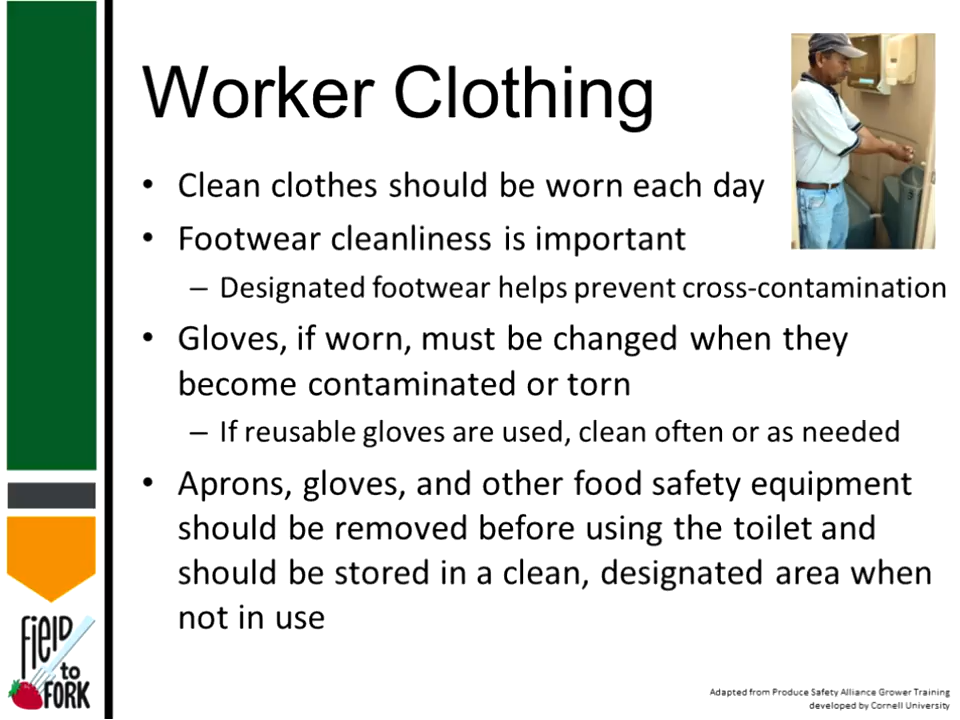 Worker Clothing
• Clean clothes should be worn each day
• Footwear cleanliness is important
– Designated footwear helps prevent cross-contamination
• Gloves, if worn, must be changed when they
become contaminated or torn
– If reusable gloves are used, clean often or as needed
• Aprons, gloves, and other food safety equipment
should be removed before using the toilet and
should be stored in a clean, designated area when
not in use
FiELD
to
FORK
Adapted from Produce Safety Alliance Grower Training
developed by Cornell University